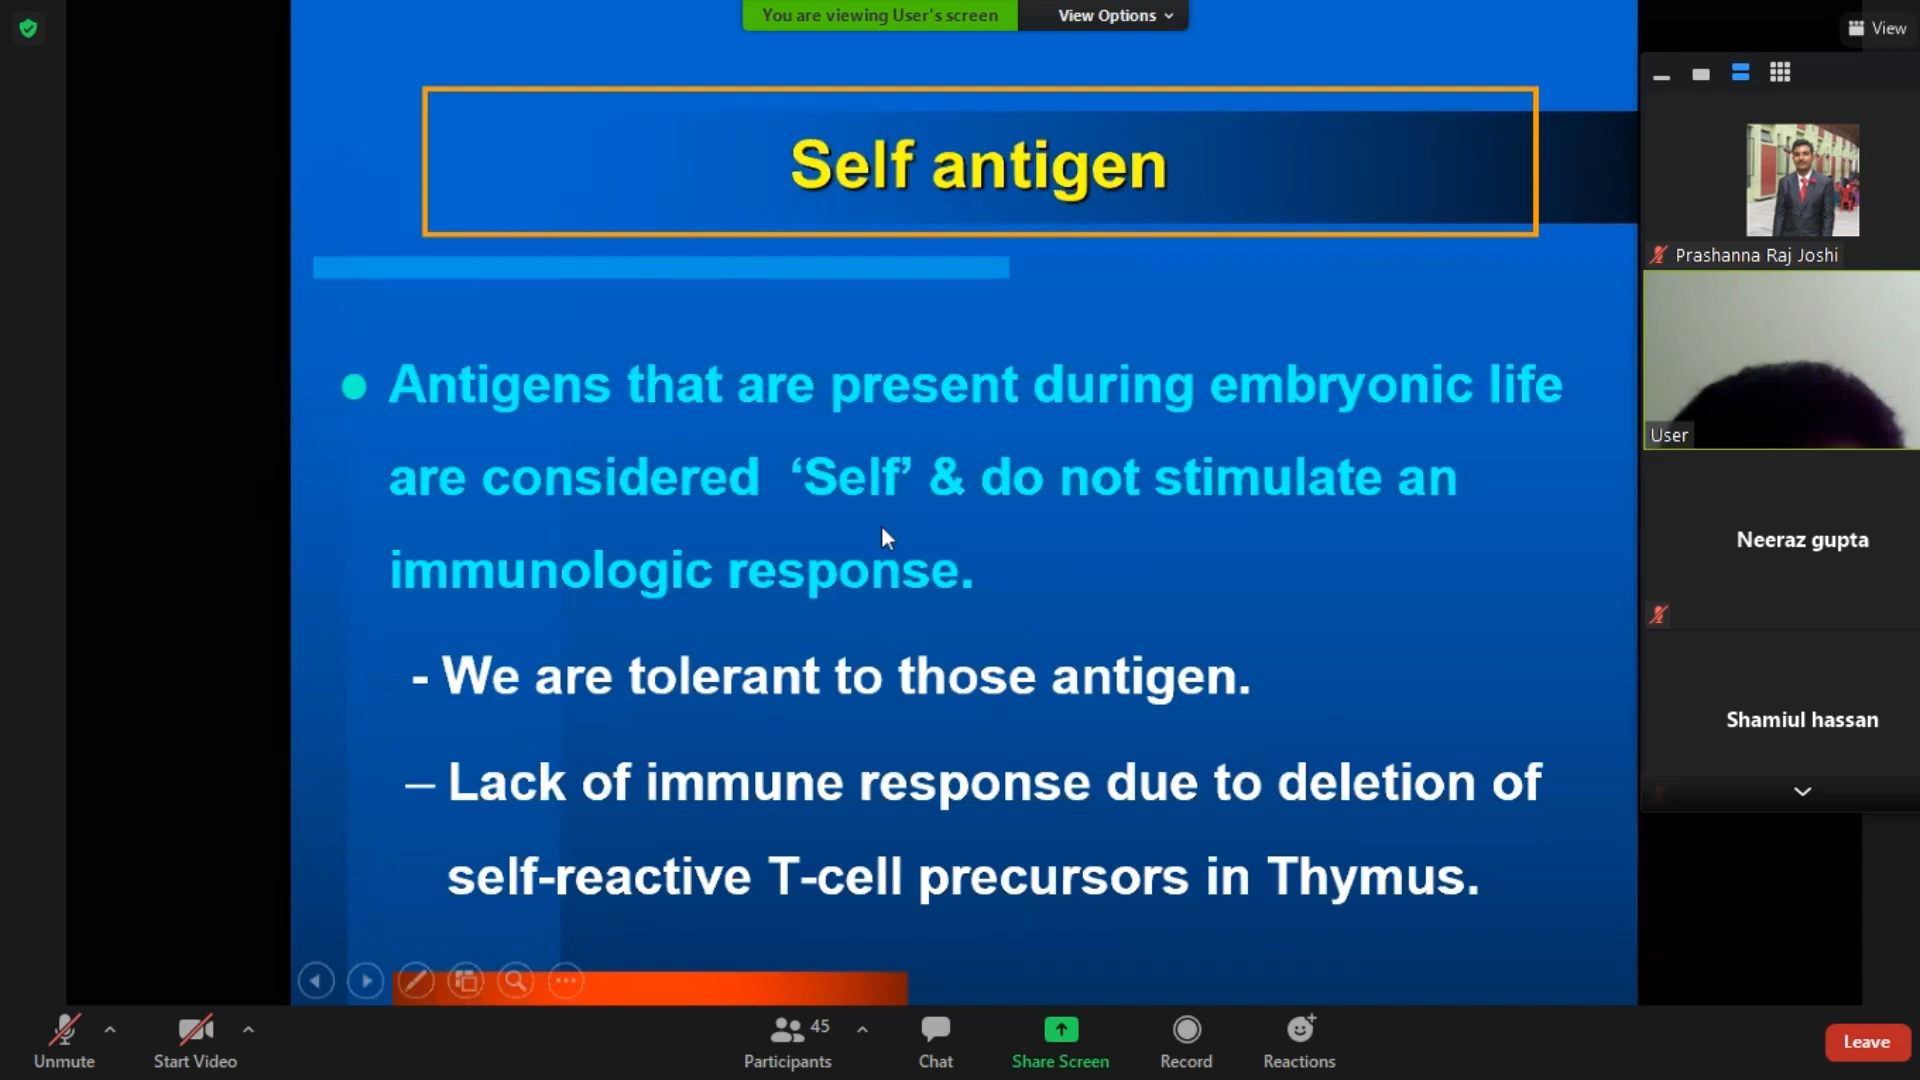 You are viewing User's screen
View Options
View
Self antigen
Prashanna Raj Joshi
Antigens that are present during embryonic life
are considered ‘Self’ & do not stimulate an
immunologic response.
User
Neeraz gupta
- We are tolerant to those antigen.
Shamiul hassan
– Lack of immune response due to deletion of
self-reactive T-cell precursors in Thymus.
45
Unmute
Start Video
Participants
Chat
Share Screen
Record
Reactions
Leave